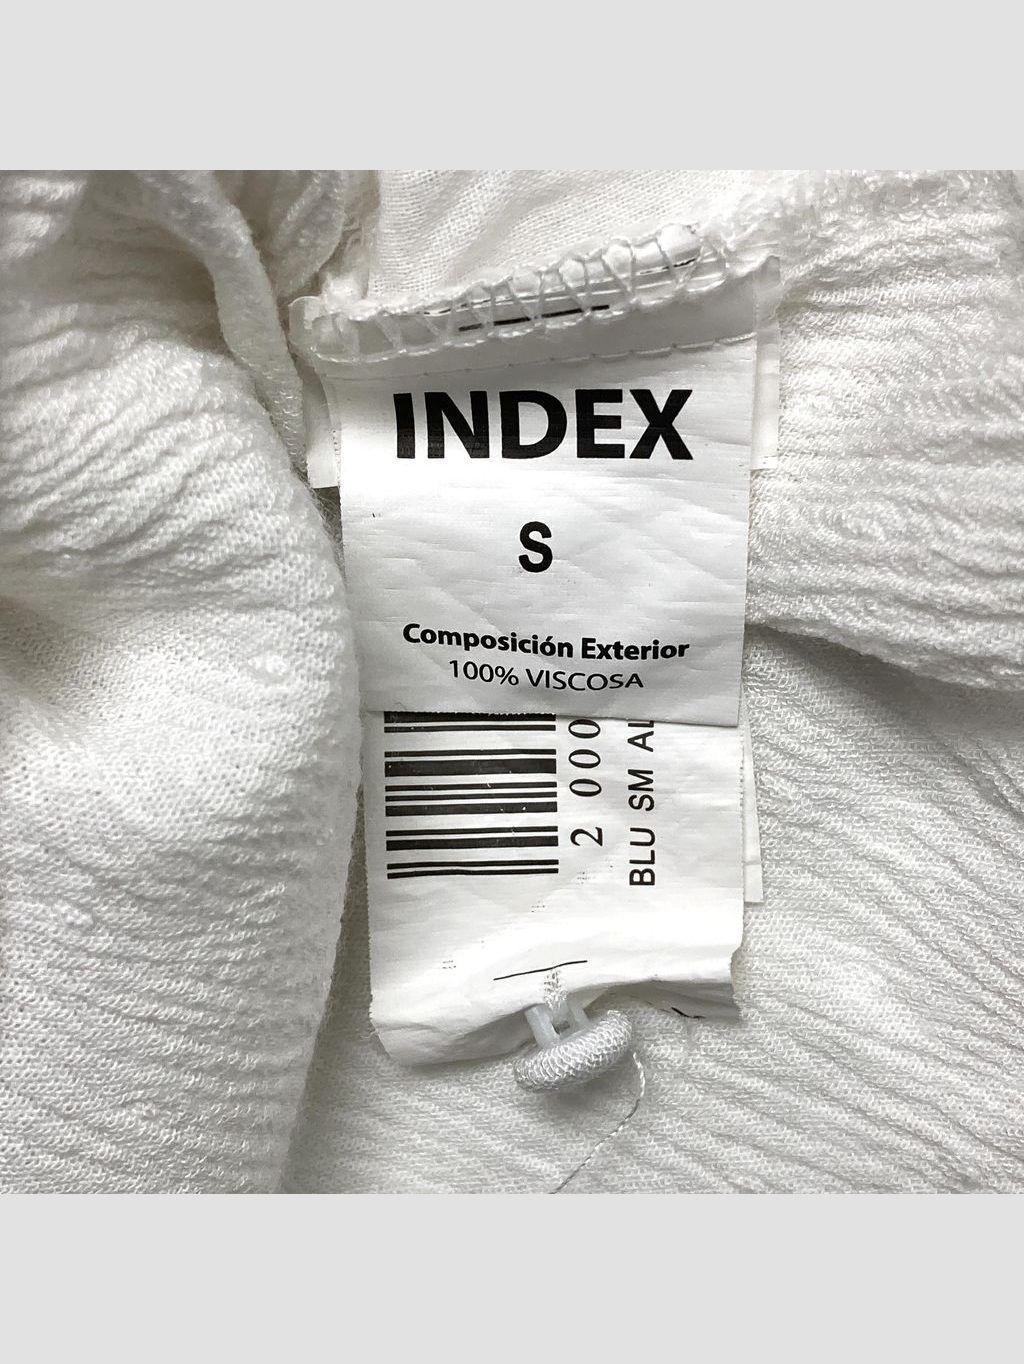 INDEX
S
Composición Exterior
100% VISCOSA
2 000
BLU SM AL